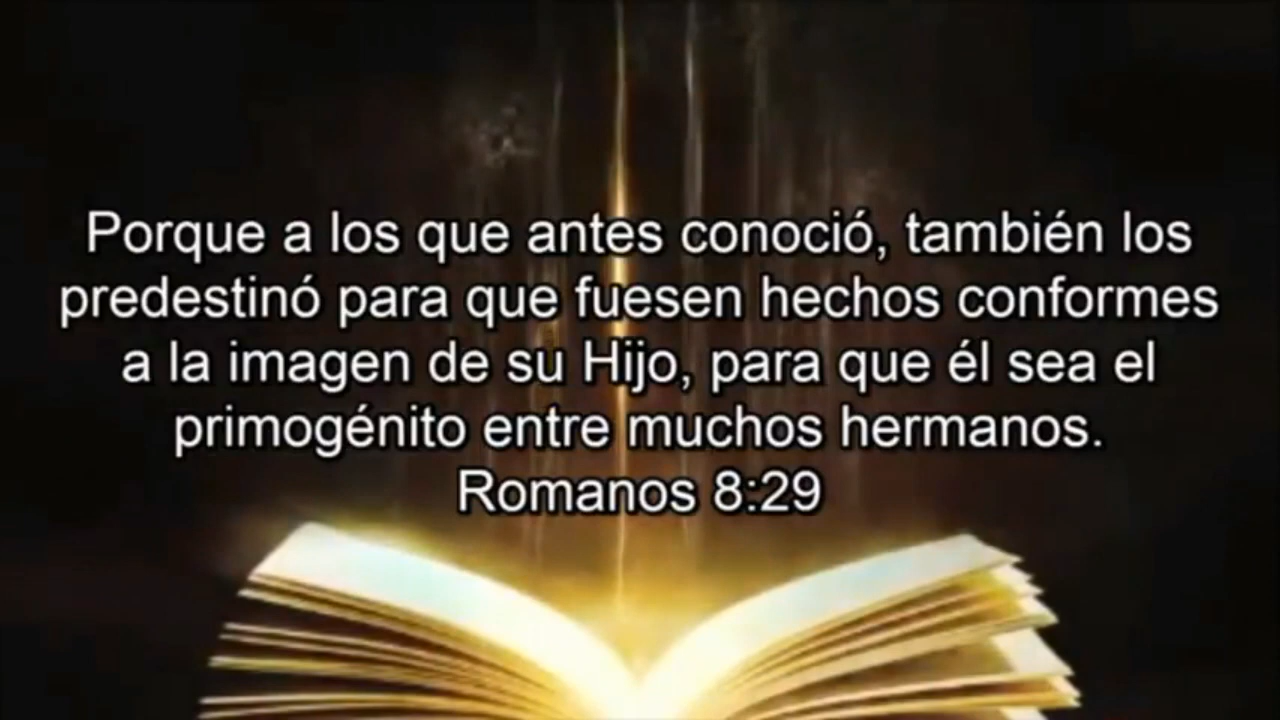 Porque a los que antes conoció, también los
predestinó para que fuesen hechos conformes
a la imagen de su Hijo, para que él sea el
primogénito entre muchos hermanos.
Romanos 8:29